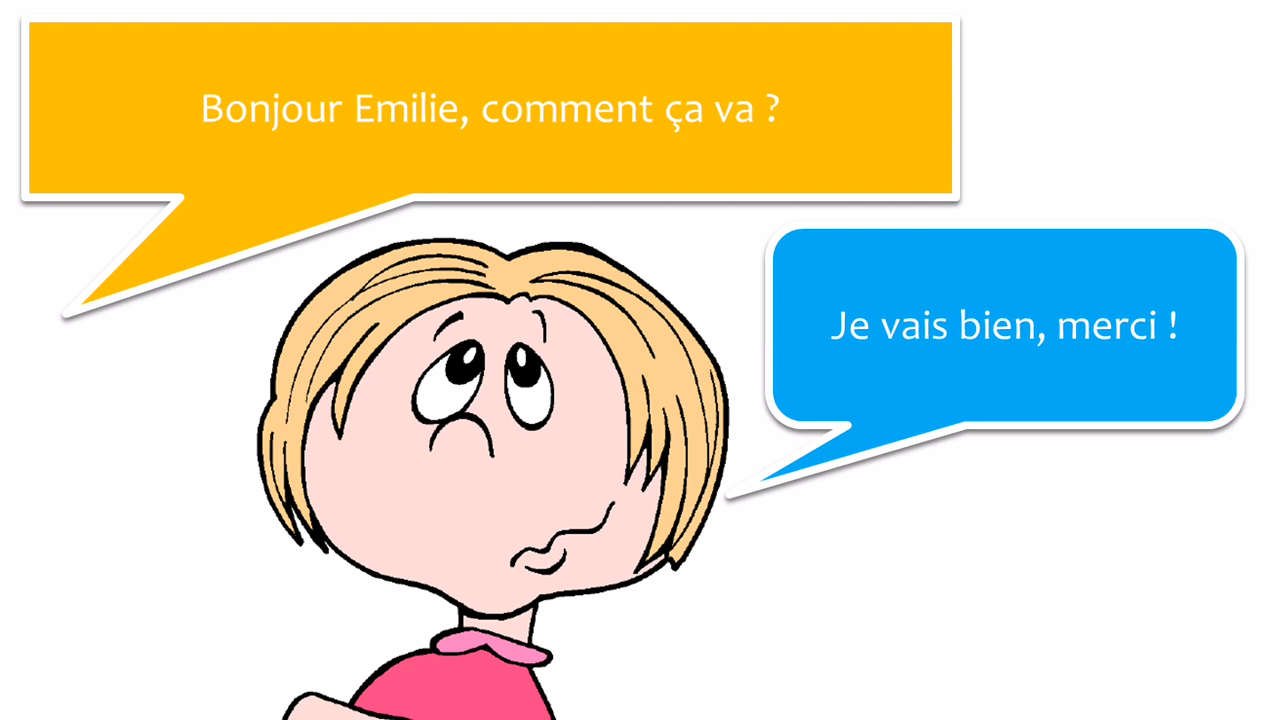 Bonjour Emilie, comment ça va ?
Je vais bien, merci !